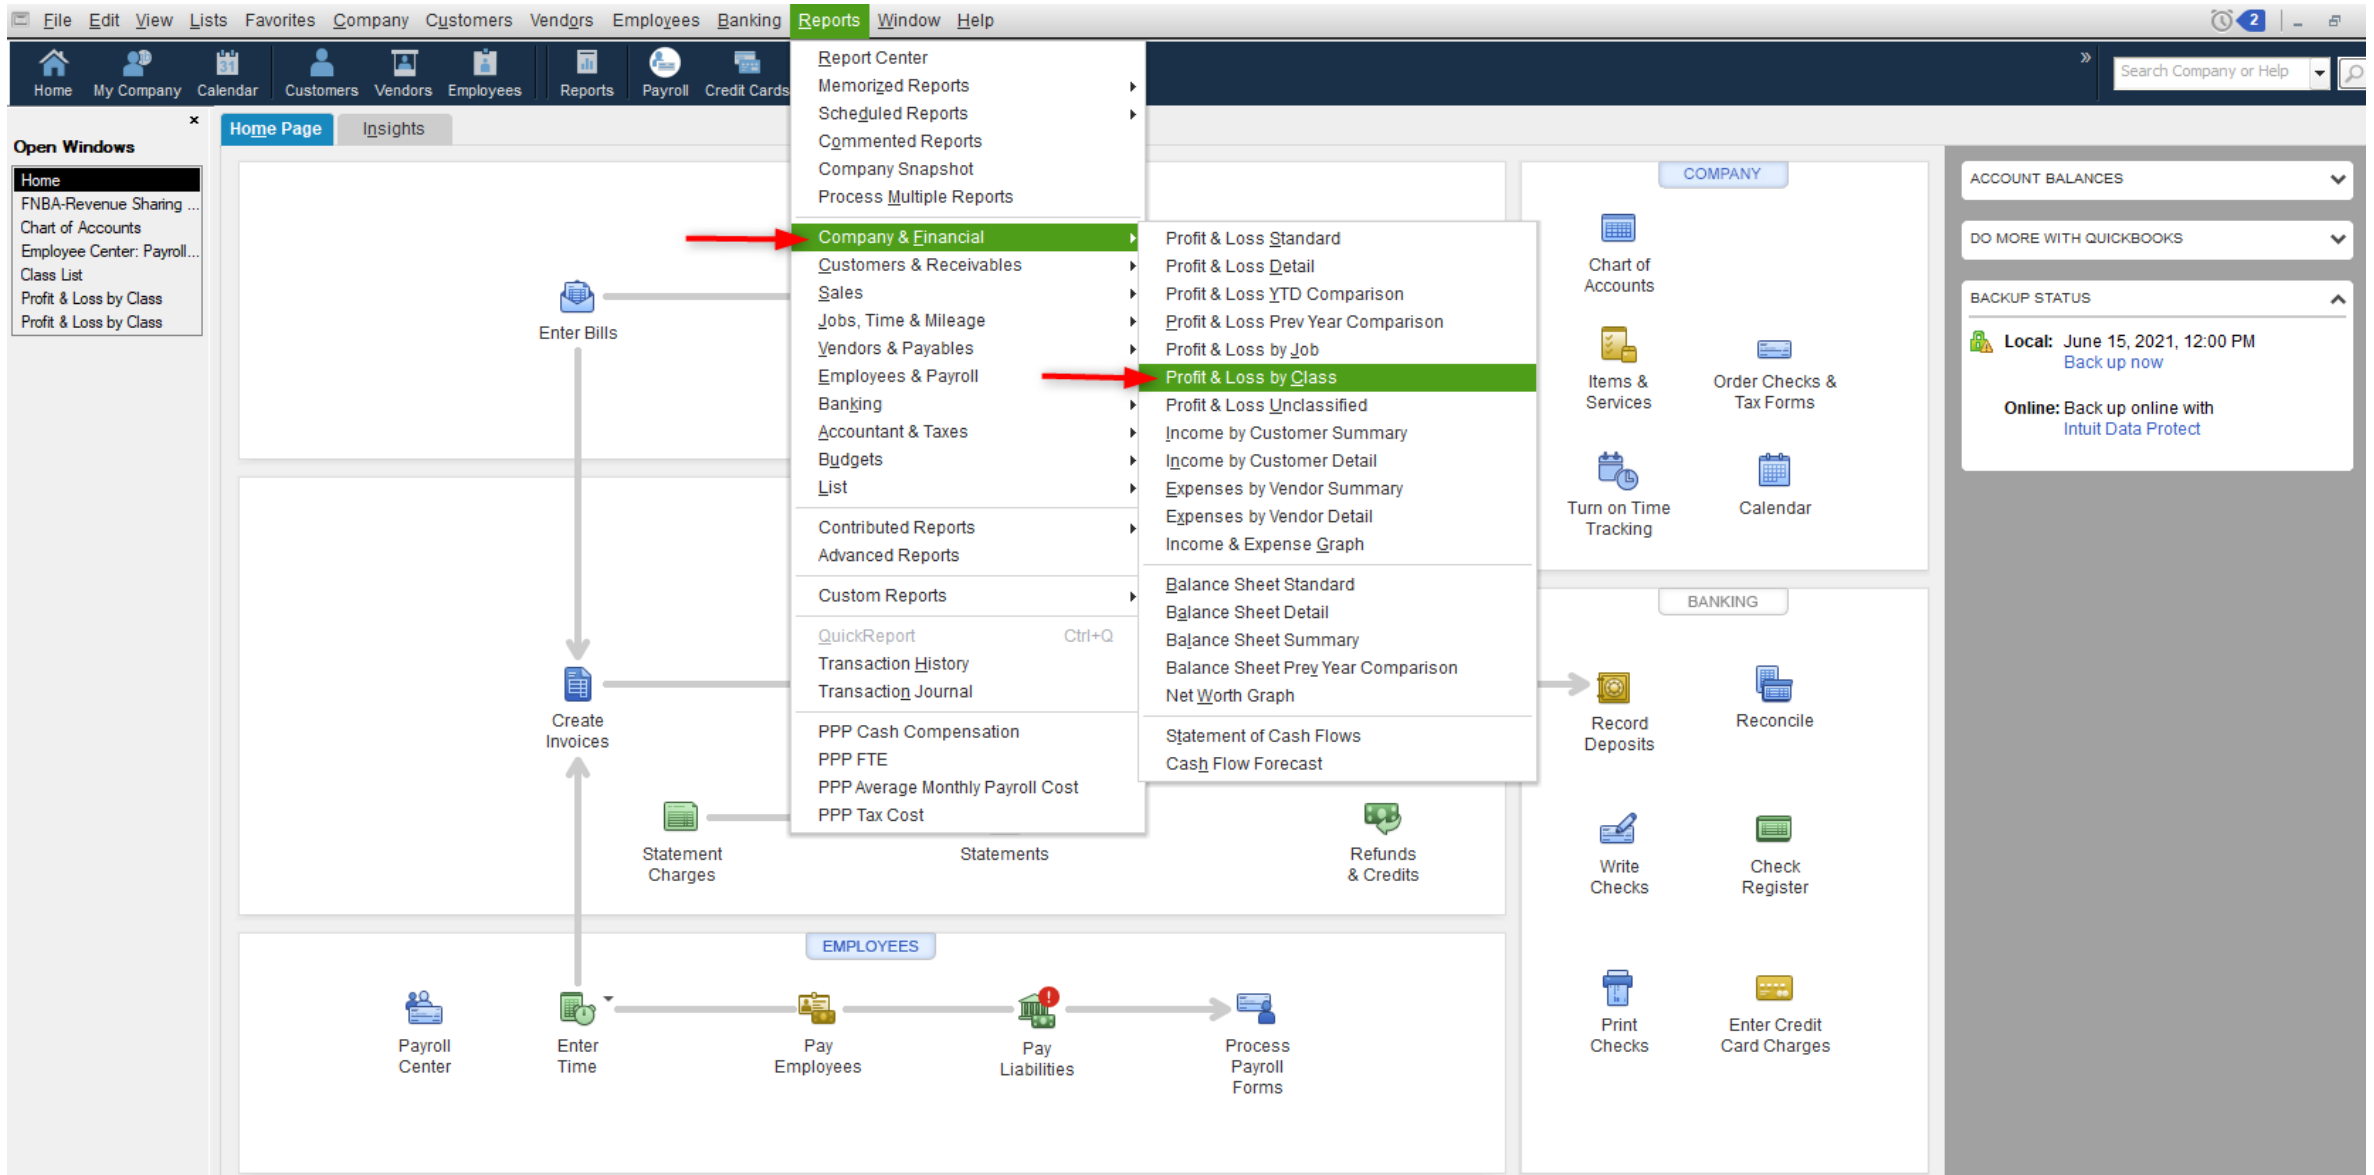 File Edit View Lists Favorites Company Customers Vendors Employees Banking Reports Window Help
2
Home My Company Calendar Customers Vendors Employees Reports Payroll Credit Cards
31
»
Search Company or Help
Open Windows
Home
FNBA-Revenue Sharing ...
Chart of Accounts
Employee Center: Payroll...
Class List
Profit & Loss by Class
Profit & Loss by Class
Home Page Insights
Report Center
Memorized Reports
Scheduled Reports
Commented Reports
Company Snapshot
Process Multiple Reports
Company & Financial
Customers & Receivables
Sales
Jobs, Time & Mileage
Vendors & Payables
Employees & Payroll
Banking
Accountant & Taxes
Budgets
List
Contributed Reports
Advanced Reports
Custom Reports
QuickReport Ctrl+Q
Transaction History
Transaction Journal
PPP Cash Compensation
PPP FTE
PPP Average Monthly Payroll Cost
PPP Tax Cost
Profit & Loss Standard
Profit & Loss Detail
Profit & Loss YTD Comparison
Profit & Loss Prev Year Comparison
Profit & Loss by Job
Profit & Loss by Class
Profit & Loss Unclassified
Income by Customer Summary
Income by Customer Detail
Expenses by Vendor Summary
Expenses by Vendor Detail
Income & Expense Graph
Balance Sheet Standard
Balance Sheet Detail
Balance Sheet Summary
Balance Sheet Prev Year Comparison
Net Worth Graph
Statement of Cash Flows
Cash Flow Forecast
Enter Bills
Create
Invoices
Statement
Charges
Statements
Refunds
& Credits
EMPLOYEES
Payroll
Center
Enter
Time
Pay
Employees
Pay
Liabilities
Process
Payroll
Forms
COMPANY
Chart of
Accounts
Items &
Services
Order Checks &
Tax Forms
Turn on Time
Tracking
Calendar
BANKING
Record
Deposits
Reconcile
Write
Checks
Check
Register
Print
Checks
Enter Credit
Card Charges
ACCOUNT BALANCES
DO MORE WITH QUICKBOOKS
BACKUP STATUS
Local: June 15, 2021, 12:00 PM
Back up now
Online: Back up online with
Intuit Data Protect